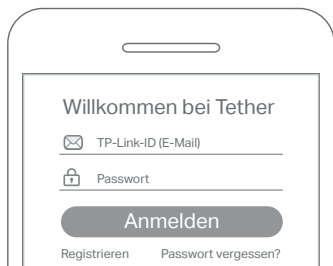 Willkommen bei Tether
TP-Link-ID (E-Mail)
Passwort
Anmelden
Registrieren Passwort vergessen?